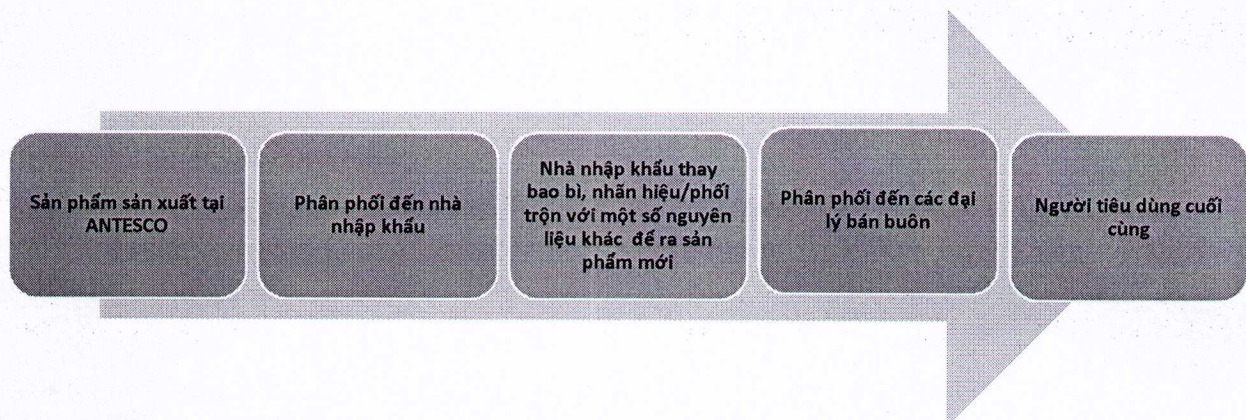 Sản phẩm sản xuất tại
ANTESCO
Phân phối đến nhà
nhập khẩu
Nhà nhập khẩu thay
bao bì, nhãn hiệu/phối
trộn với một số nguyên
liệu khác để ra sản
phẩm mới
Phân phối đến các đại
lý bán buôn
Người tiêu dùng cuối
cùng